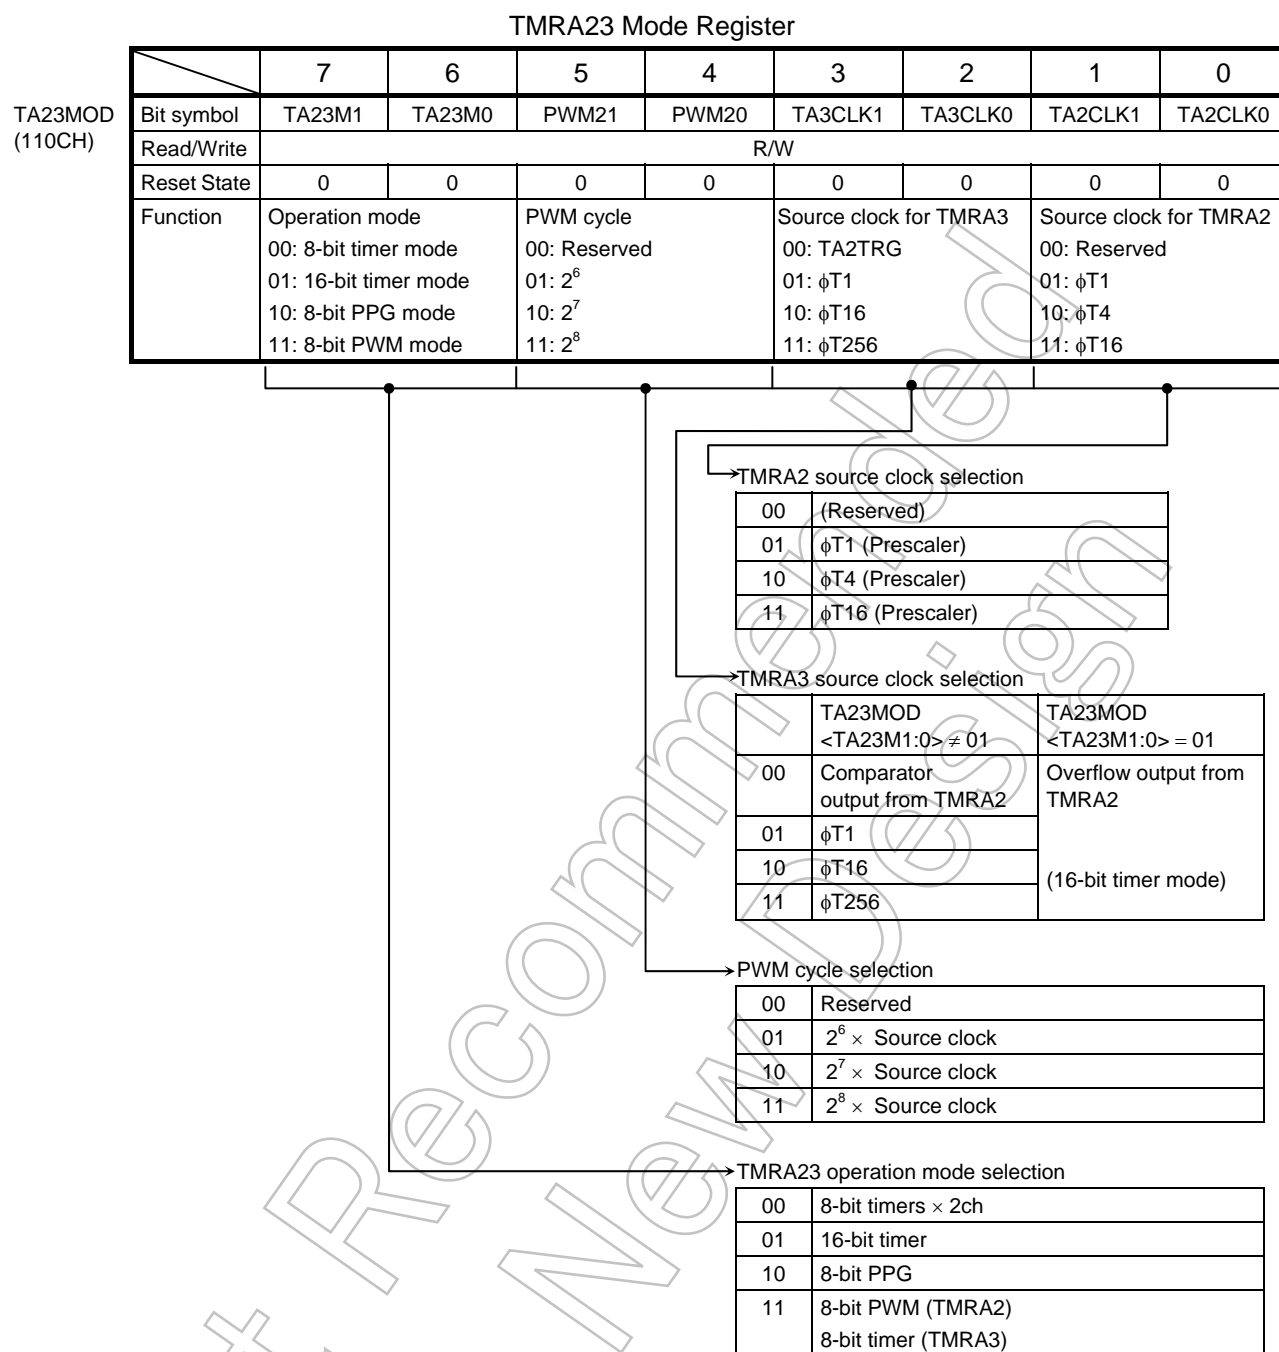 TMRA23 Mode Register
7 6 5 4 3 2 1 0
TA23MOD (110CH)
Bit symbol TA23M1 TA23M0 PWM21 PWM20 TA3CLK1 TA3CLK0 TA2CLK1 TA2CLK0
Read/Write R/W
Reset State 0 0 0 0 0 0 0 0
Function Operation mode PWM cycle Source clock for TMRA3 Source clock for TMRA2
00: 8-bit timer mode 00: Reserved 00: TA2TRG 00: Reserved
01: 16-bit timer mode 01: 2^6 01: ϕT1 01: ϕT1
10: 8-bit PPG mode 10: 2^7 10: ϕT16 10: ϕT4
11: 8-bit PWM mode 11: 2^8 11: ϕT256 11: ϕT16
TMRA2 source clock selection
00 (Reserved)
01 ϕT1 (Prescaler)
10 ϕT4 (Prescaler)
11 ϕT16 (Prescaler)
TMRA3 source clock selection
TA23MOD TA23MOD
<TA23M1:0> ≠ 01 <TA23M1:0> = 01
00 Comparator Overflow output from
output from TMRA2 TMRA2
01 ϕT1
10 ϕT16
(16-bit timer mode)
11 ϕT256
PWM cycle selection
00 Reserved
01 2^6 × Source clock
10 2^7 × Source clock
11 2^8 × Source clock
TMRA23 operation mode selection
00 8-bit timers × 2ch
01 16-bit timer
10 8-bit PPG
11 8-bit PWM (TMRA2)
8-bit timer (TMRA3)
t Recommended
New Design